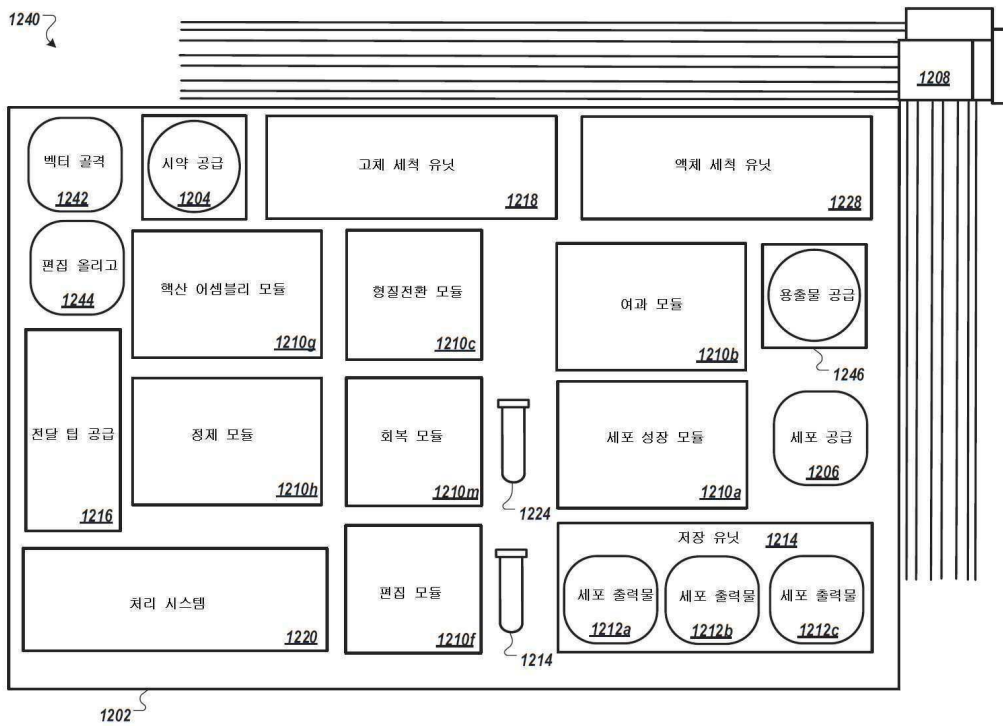 1240
1208
벡터 골격
1242
시약 공급
1204
고체 세척 유닛
1218
액체 세척 유닛
1228
편집 올리고
1244
핵산 어셈블리 모듈
1210g
형질전환 모듈
1210c
여과 모듈
1210b
용출물 공급
1246
전달 팁 공급
1216
정제 모듈
1210h
회복 모듈
1210m
1224
세포 성장 모듈
1210a
세포 공급
1206
처리 시스템
1220
편집 모듈
1210f
1214
저장 유닛 1214
세포 출력물
1212a
세포 출력물
1212b
세포 출력물
1212c
1202